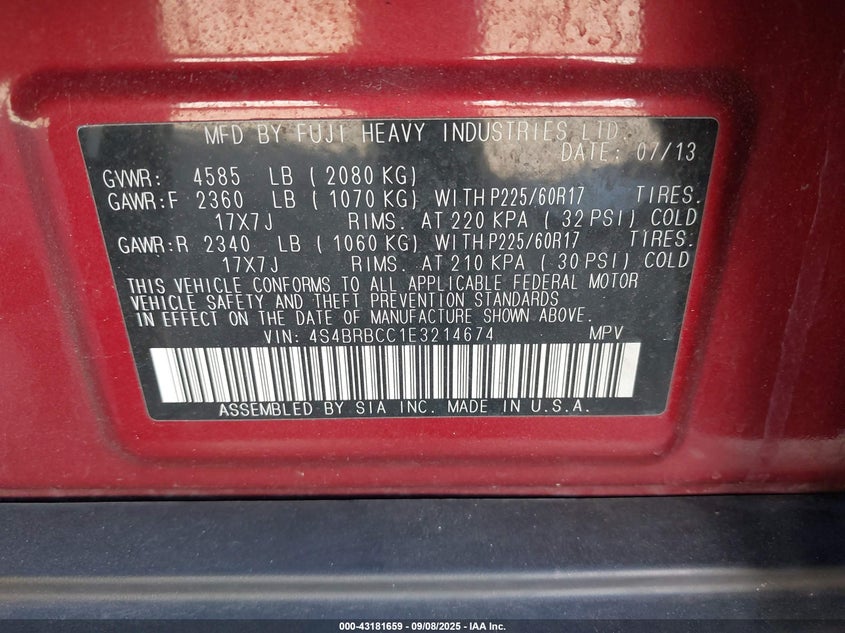 MFD BY FUJI HEAVY INDUSTRIES LTD.
DATE: 07/13
GVWR: 4585 LB ( 2080 KG)
GAWR:F 2360 LB ( 1070 KG) WITH P225/60R17 TIRES.
17X7J RIMS. AT 220 KPA ( 32 PSI) COLD
GAWR:R 2340 LB ( 1060 KG) WITH P225/60R17 TIRES.
17X7J RIMS. AT 210 KPA ( 30 PSI) COLD
THIS VEHICLE CONFORMS TO ALL APPLICABLE FEDERAL MOTOR
VEHICLE SAFETY AND THEFT PREVENTION STANDARDS
IN EFFECT ON THE DATE OF MANUFACTURE SHOWN ABOVE.
VIN: 4S4BRBCC1E3214674 MPV
ASSEMBLED BY SIA INC. MADE IN U.S.A.
000-43181659 - 09/08/2025 - IAA Inc.